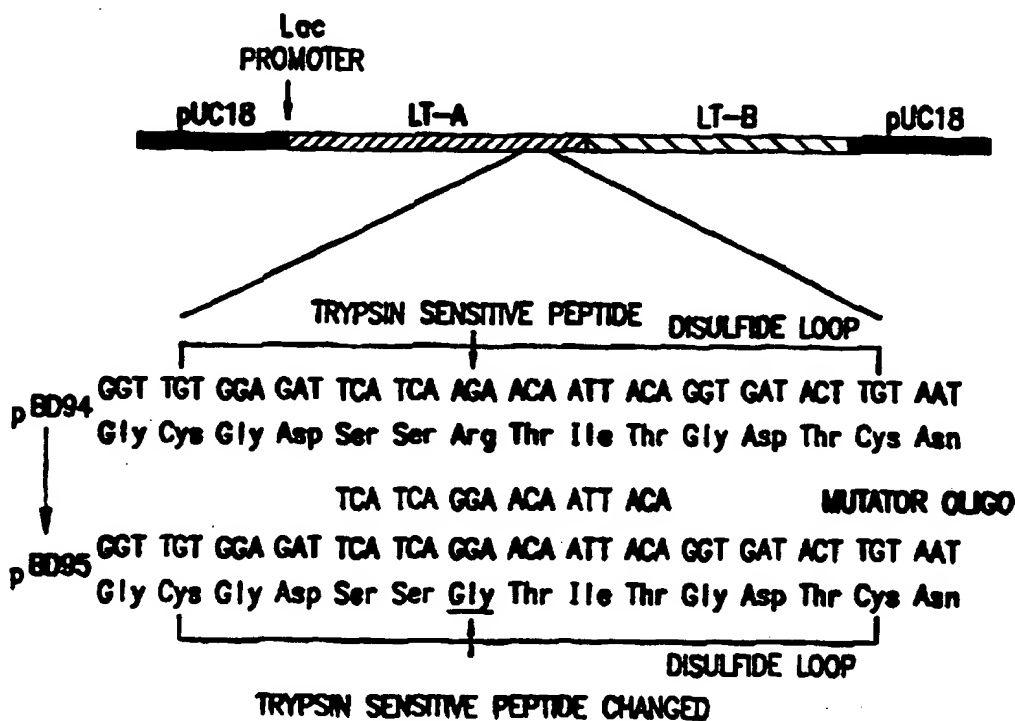 Lac
PROMOTER
pUC18 LT-A LT-B pUC18
TRYPSIN SENSITIVE PEPTIDE
DISULFIDE LOOP
GGT TGT GGA GAT TCA TCA AGA ACA ATT ACA GGT GAT ACT TGT AAT
pBD94
Gly Cys Gly Asp Ser Ser Arg Thr Ile Thr Gly Asp Thr Cys Asn
TCA TCA GGA ACA ATT ACA MUTATOR OLIGO
GGT TGT GGA GAT TCA TCA GGA ACA ATT ACA GGT GAT ACT TGT AAT
pBD95
Gly Cys Gly Asp Ser Ser Gly Thr Ile Thr Gly Asp Thr Cys Asn
DISULFIDE LOOP
TRYPSIN SENSITIVE PEPTIDE CHANGED